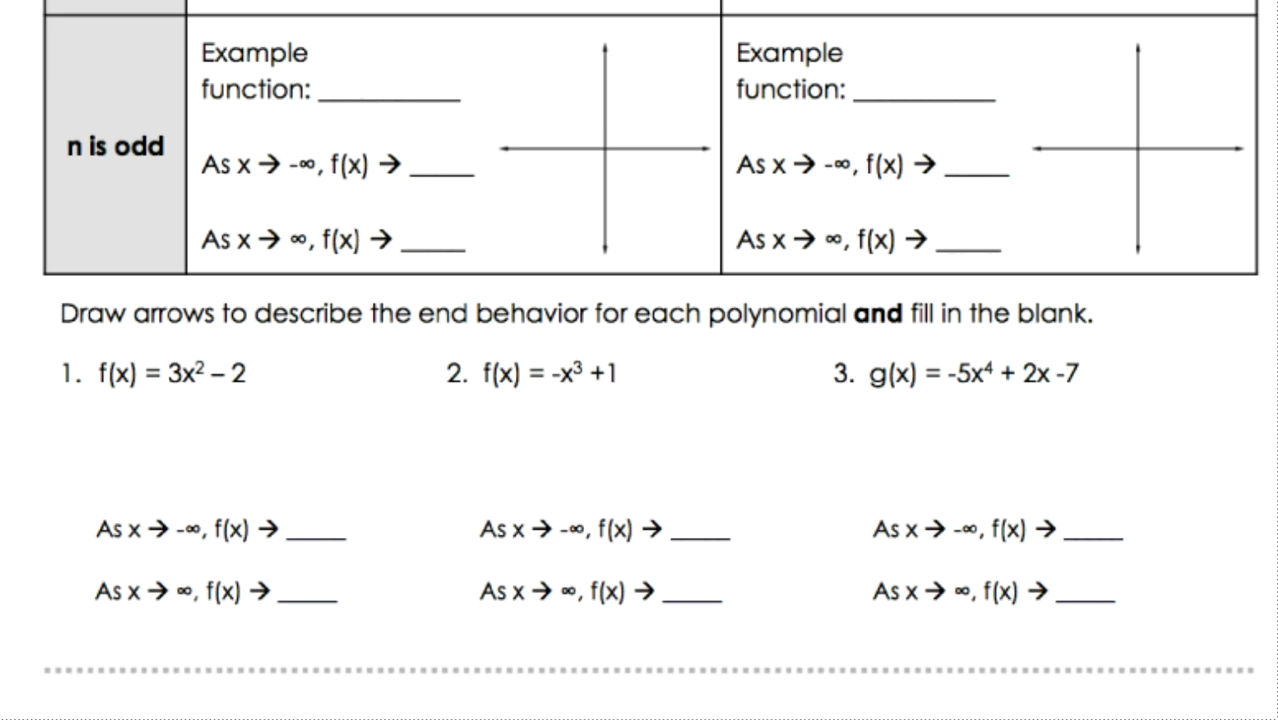 n is odd
Example
function: __________
As x → -∞, f(x) → _____
As x → ∞, f(x) → _____
Example
function: __________
As x → -∞, f(x) → _____
As x → ∞, f(x) → _____
Draw arrows to describe the end behavior for each polynomial and fill in the blank.
1. f(x) = 3x² – 2
2. f(x) = -x³ +1
3. g(x) = -5x⁴ + 2x -7
As x → -∞, f(x) → _____
As x → -∞, f(x) → _____
As x → -∞, f(x) → _____
As x → ∞, f(x) → _____
As x → ∞, f(x) → _____
As x → ∞, f(x) → _____